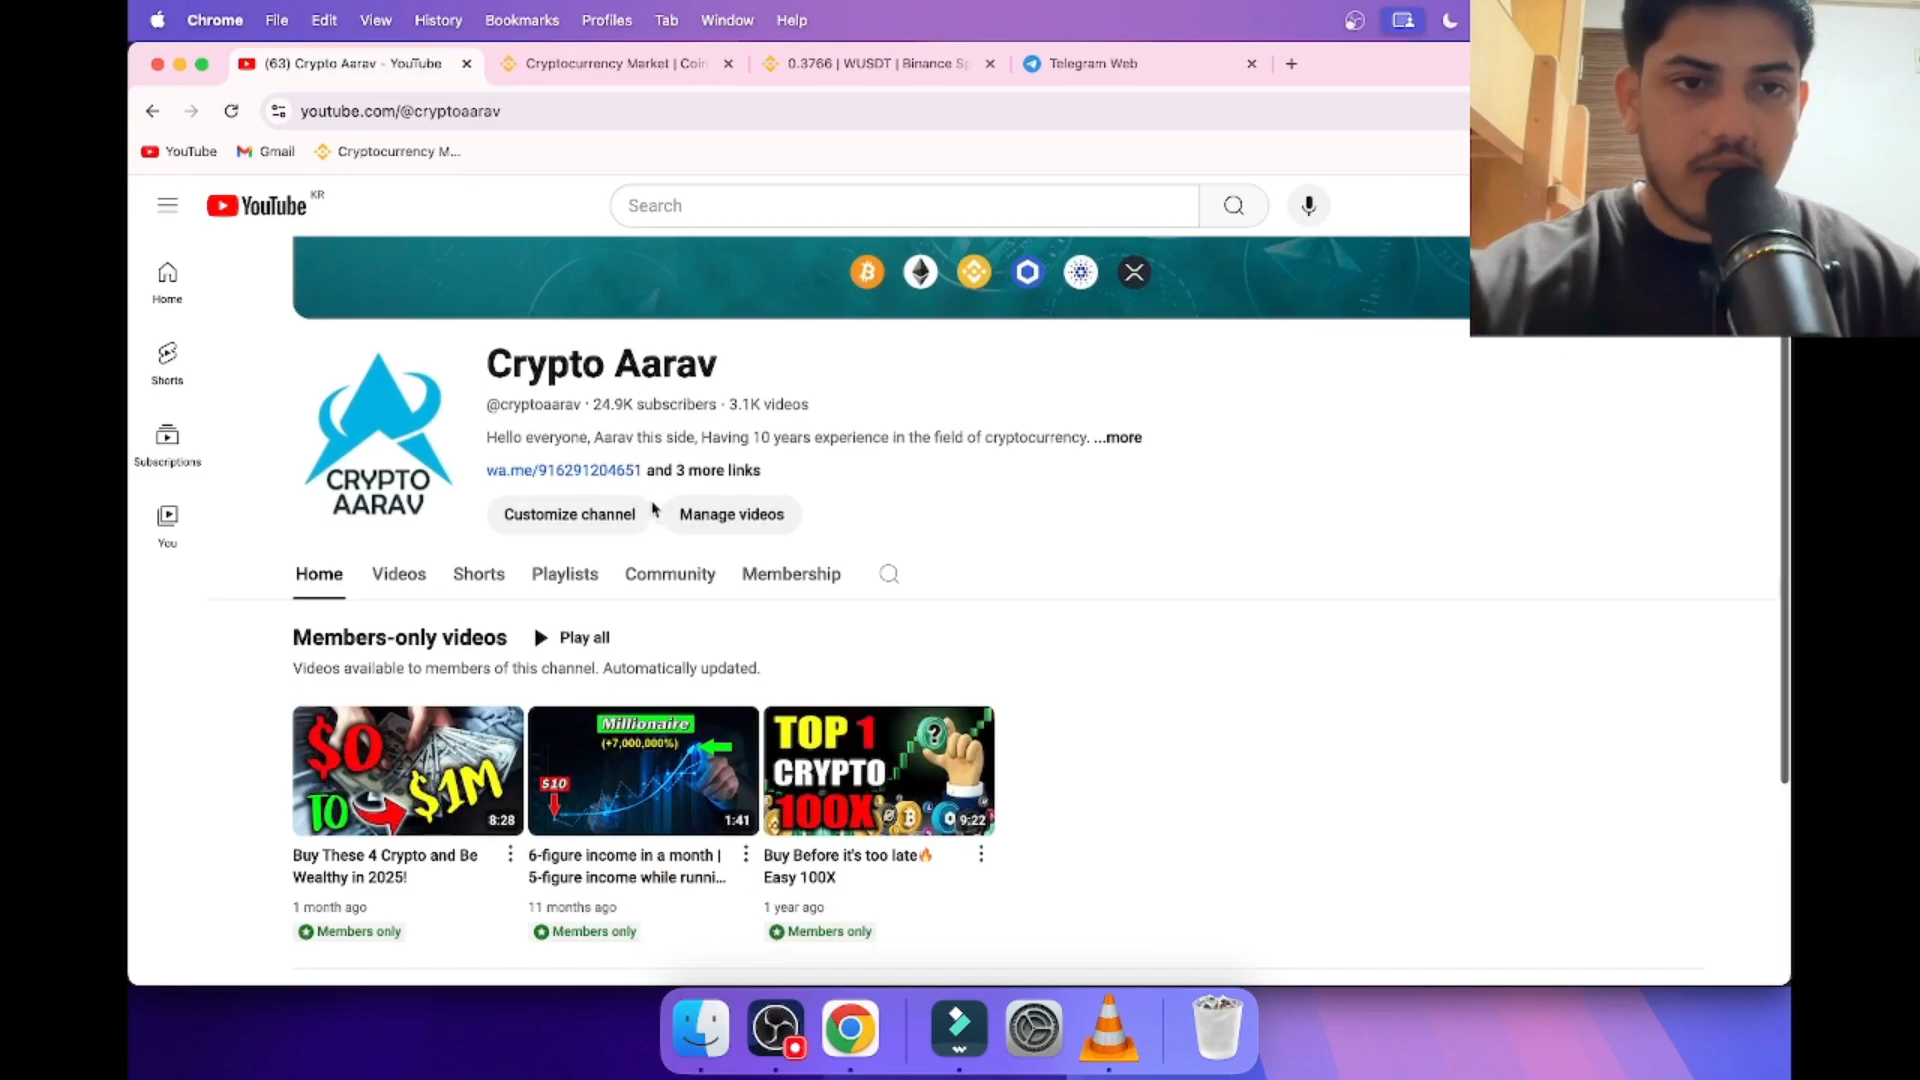 Chrome File Edit View History Bookmarks Profiles Tab Window Help
(63) Crypto Aarav - YouTube
Cryptocurrency Market | Coin
0.3766 | WUSDT | Binance Sp
Telegram Web
youtube.com/@cryptoaarav
YouTube Gmail Cryptocurrency M...
YouTube KR
Search
Home
Shorts
Subscriptions
You
CRYPTO
AARAV
Crypto Aarav
@cryptoaarav · 24.9K subscribers · 3.1K videos
Hello everyone, Aarav this side, Having 10 years experience in the field of cryptocurrency. ...more
wa.me/916291204651 and 3 more links
Customize channel Manage videos
Home Videos Shorts Playlists Community Membership
Members-only videos Play all
Videos available to members of this channel. Automatically updated.
$0
TO $1M
8:28
Millionaire
(+7,000,000%)
$10
1:41
TOP 1
CRYPTO
100X
?
9:22
Buy These 4 Crypto and Be
Wealthy in 2025!
1 month ago
Members only
6-figure income in a month |
5-figure income while runni...
11 months ago
Members only
Buy Before it's too late🔥
Easy 100X
1 year ago
Members only